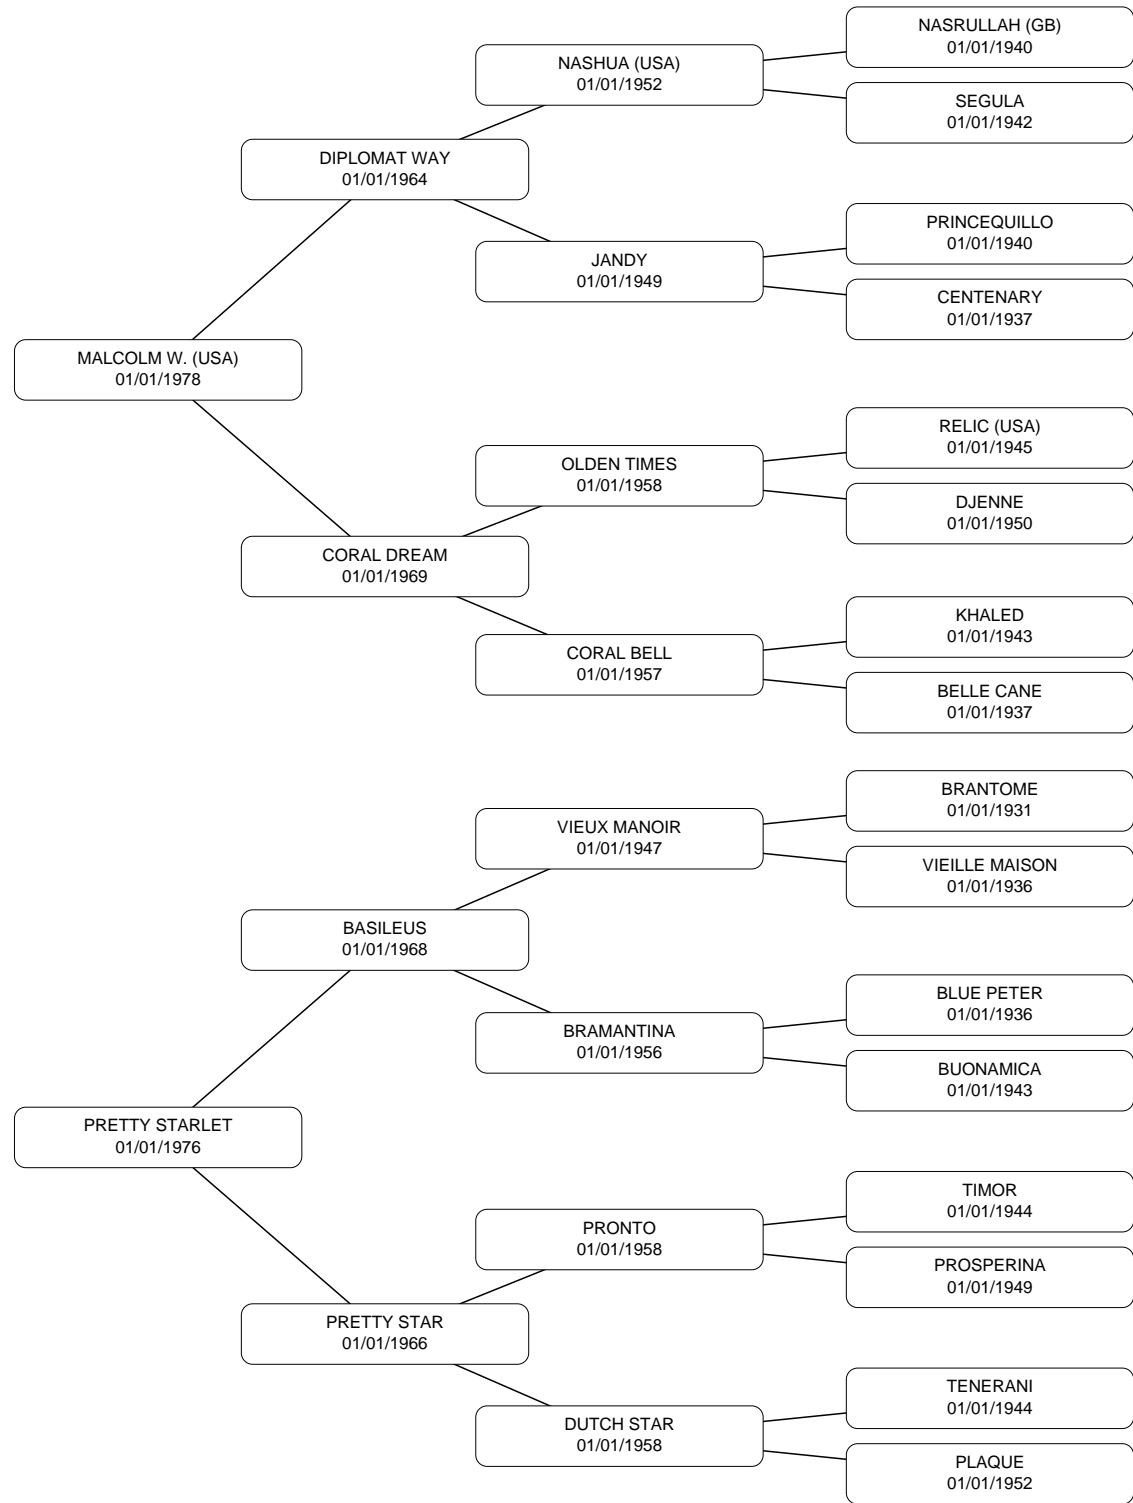 NASRULLAH (GB)
01/01/1940
NASHUA (USA)
01/01/1952
SEGULA
01/01/1942
DIPLOMAT WAY
01/01/1964
PRINCEQUILLO
01/01/1940
JANDY
01/01/1949
CENTENARY
01/01/1937
MALCOLM W. (USA)
01/01/1978
RELIC (USA)
01/01/1945
OLDEN TIMES
01/01/1958
DJENNE
01/01/1950
CORAL DREAM
01/01/1969
KHALED
01/01/1943
CORAL BELL
01/01/1957
BELLE CANE
01/01/1937
BRANTOME
01/01/1931
VIEUX MANOIR
01/01/1947
VIEILLE MAISON
01/01/1936
BASILEUS
01/01/1968
BLUE PETER
01/01/1936
BRAMANTINA
01/01/1956
BUONAMICA
01/01/1943
PRETTY STARLET
01/01/1976
TIMOR
01/01/1944
PRONTO
01/01/1958
PROSPERINA
01/01/1949
PRETTY STAR
01/01/1966
TENERANI
01/01/1944
DUTCH STAR
01/01/1958
PLAQUE
01/01/1952